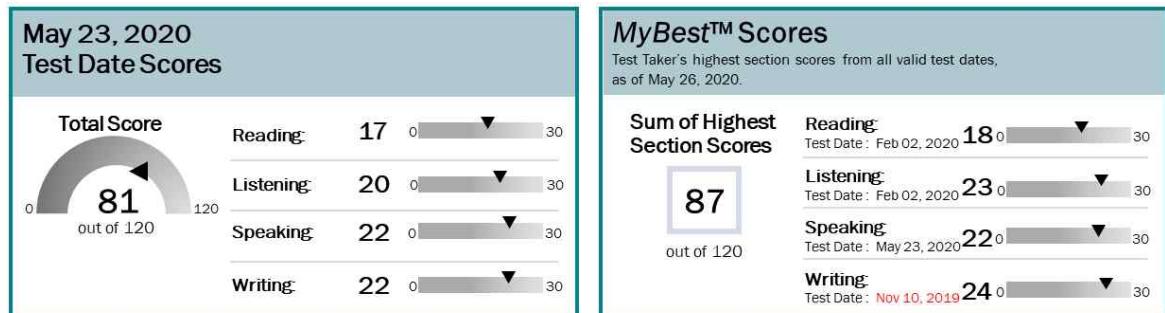 May 23, 2020
Test Date Scores
Total Score
0
81
120
out of 120
Reading: 17 0 30
Listening: 20 0 30
Speaking: 22 0 30
Writing: 22 0 30
MyBest™ Scores
Test Taker's highest section scores from all valid test dates,
as of May 26, 2020.
Sum of Highest
Section Scores
87
out of 120
Reading:
Test Date : Feb 02, 2020 18 0 30
Listening:
Test Date : Feb 02, 2020 23 0 30
Speaking:
Test Date : May 23, 2020 22 0 30
Writing:
Test Date : Nov 10, 2019 24 0 30